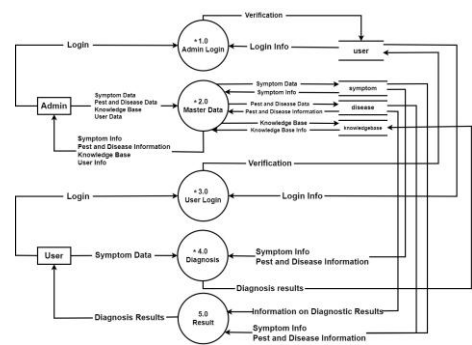 Verification
* 1.0
Admin Login
Login
Login Info
user
Symptom Data
Pest and Disease Data
Knowledge Base
User Data
Admin
* 2.0
Master Data
Symptom Data
Symptom Info
symptom
Pest and Disease Data
Pest and Disease Information
disease
Knowledge Base
Knowledge Base Info
knowledgebase
Symptom Info
Pest and Disease Information
Knowledge Base
User Info
Verification
* 3.0
User Login
Login
Login Info
User
Symptom Data
* 4.0
Diagnosis
Symptom Info
Pest and Disease Information
Diagnosis results
Diagnosis Results
5.0
Result
Information on Diagnostic Results
Symptom Info
Pest and Disease Information